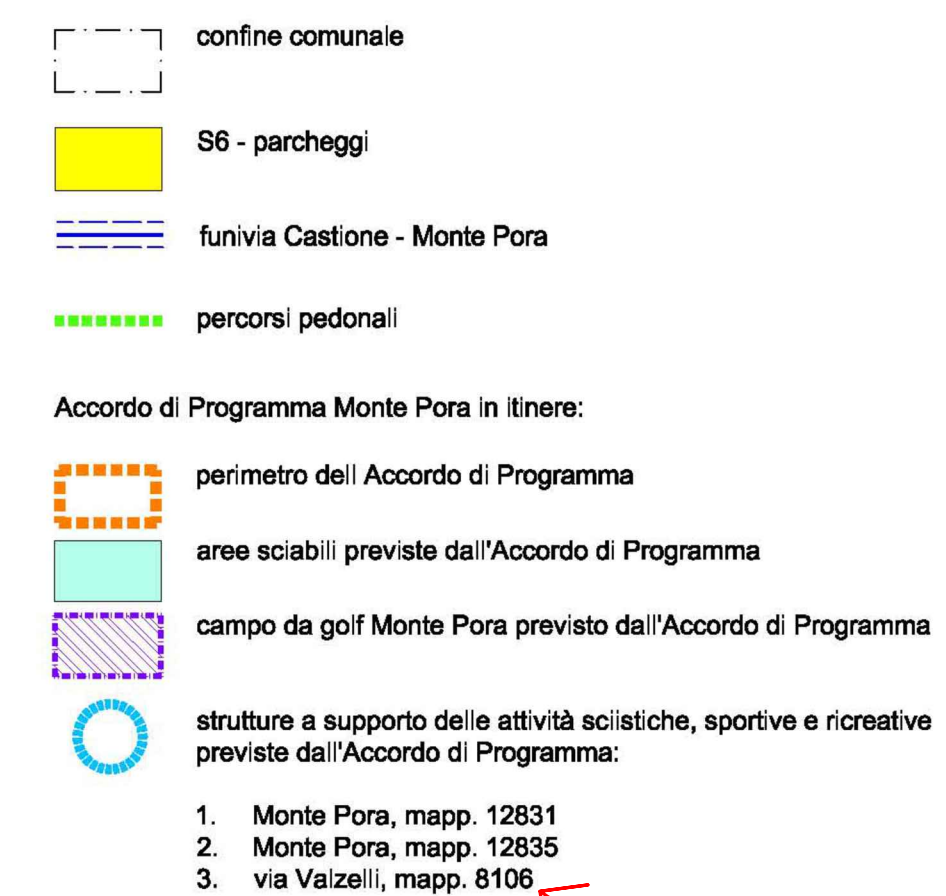 confine comunale
S6 - parcheggi
funivia Castione - Monte Pora
percorsi pedonali
Accordo di Programma Monte Pora in itinere:
perimetro dell Accordo di Programma
aree sciabili previste dall'Accordo di Programma
campo da golf Monte Pora previsto dall'Accordo di Programma
strutture a supporto delle attività sciistiche, sportive e ricreative
previste dall'Accordo di Programma:
1. Monte Pora, mapp. 12831
2. Monte Pora, mapp. 12835
3. via Valzelli, mapp. 8106